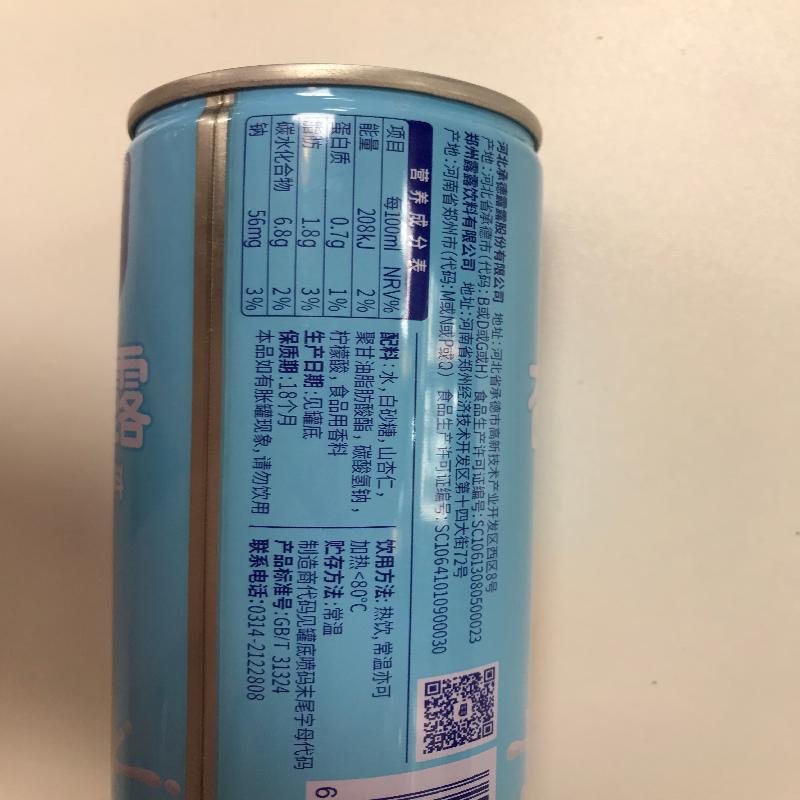 河北承德露露股份有限公司 地址:河北省承德市高新技术产业开发区西区8号
产地:河北省承德市(代码:B或D或G或H) 食品生产许可证编号:SC10613080500023
郑州露露饮料有限公司 地址:河南省郑州经济技术开发区第十四大街72号
产地:河南省郑州市(代码:M或N或P或Q) 食品生产许可证编号:SC10641010900030
营养成分表
项目 每100ml NRV%
能量 208kJ 2%
蛋白质 0.7g 1%
脂肪 1.8g 3%
碳水化合物 6.8g 2%
钠 56mg 3%
配料:水,白砂糖,山杏仁,
聚甘油脂肪酸酯,碳酸氢钠,
柠檬酸,食品用香料
生产日期:见罐底
保质期:18个月
本品如有胀罐现象,请勿饮用
饮用方法:热饮,常温亦可
加热<80°C
贮存方法:常温
制造商代码见罐底喷码末尾字母代码
产品标准号:GB/T 31324
联系电话:0314-2122808
6
露